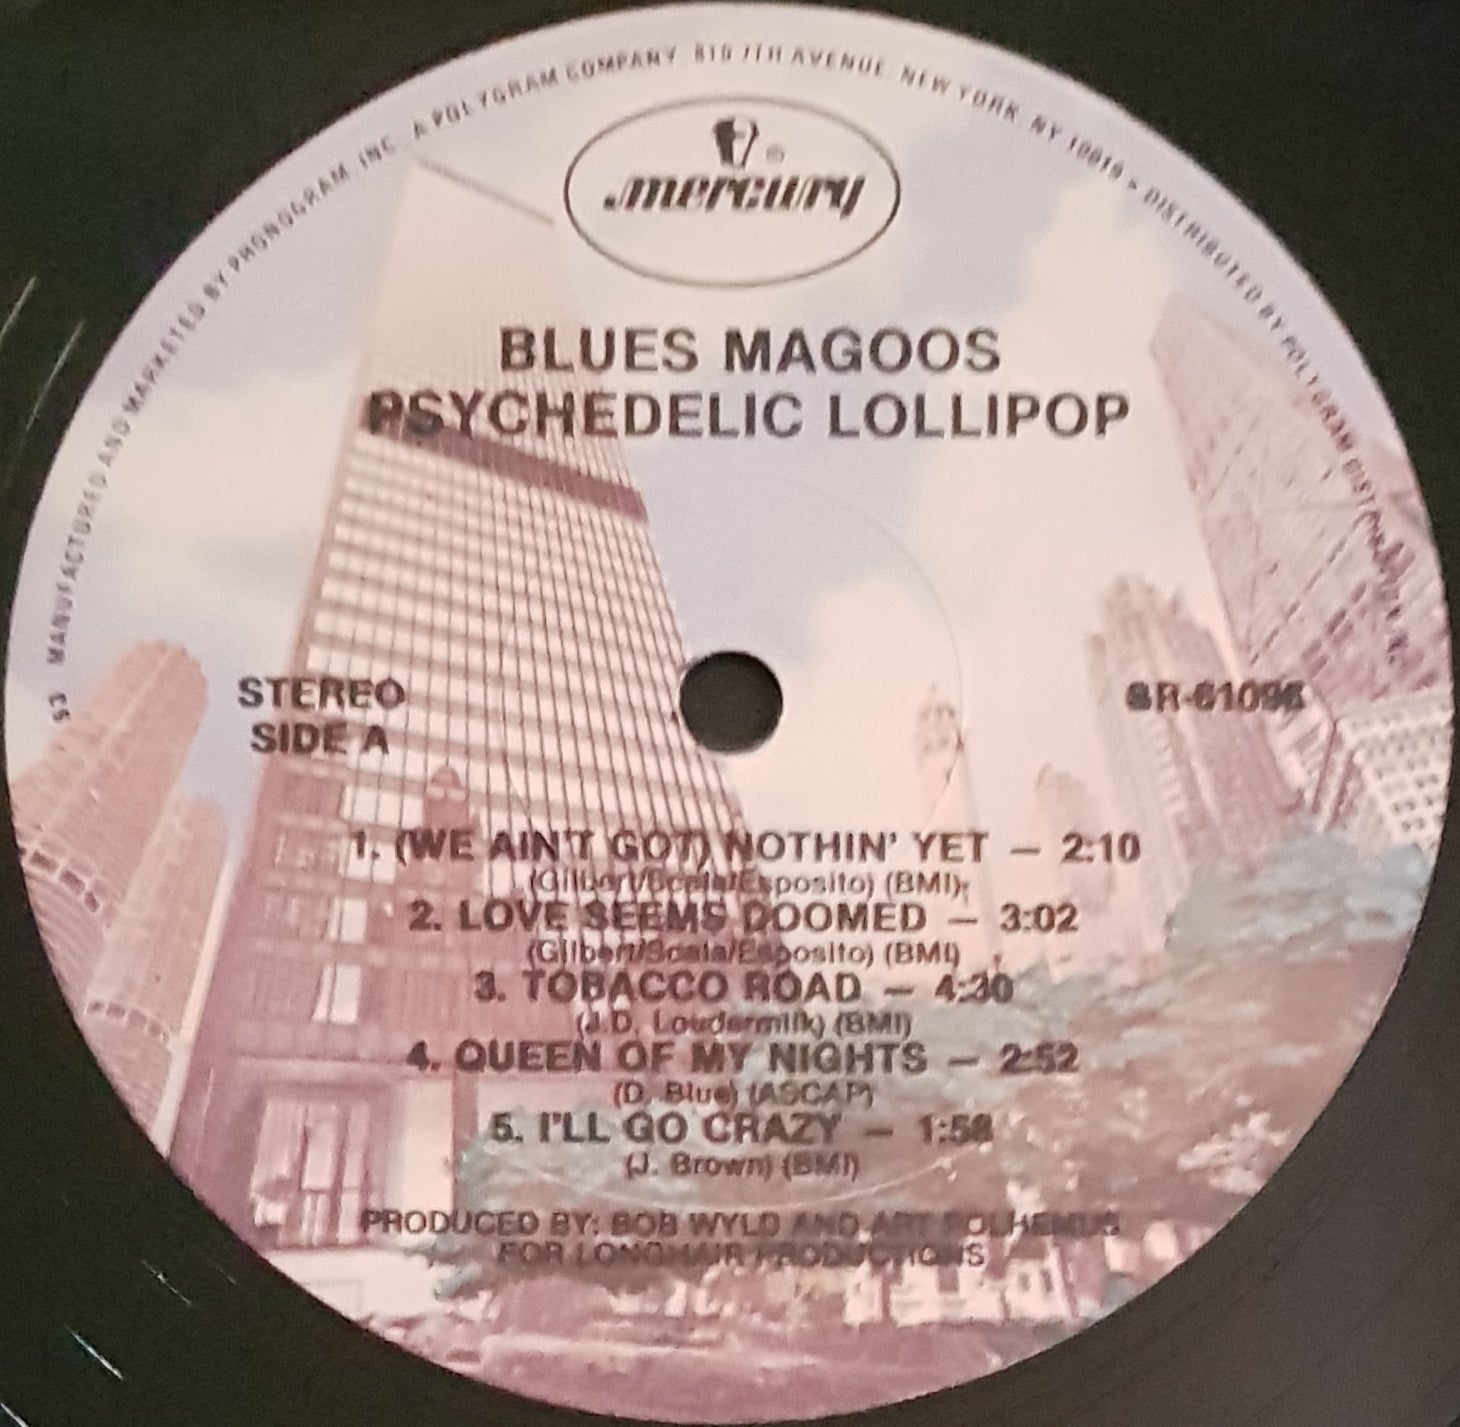 C3 MANUFACTURED AND MARKETED BY PHONOGRAM, INC. A POLYGRAM COMPANY 810 7TH AVENUE NEW YORK NY 10019 • DISTRIBUTED BY POLYGRAM
mercury
BLUES MAGOOS
PSYCHEDELIC LOLLIPOP
STEREO SR-61096
SIDE A
1. (WE AIN'T GOT) NOTHIN' YET — 2:10
(Gilbert/Scala/Esposito) (BMI)
2. LOVE SEEMS DOOMED — 3:02
(Gilbert/Scala/Esposito) (BMI)
3. TOBACCO ROAD — 4:30
(J.D. Loudermilk) (BMI)
4. QUEEN OF MY NIGHTS — 2:52
(D. Blue) (ASCAP)
5. I'LL GO CRAZY — 1:58
(J. Brown) (BMI)
PRODUCED BY: BOB WYLD AND ART POLHEMUS
FOR LONGHAIR PRODUCTIONS